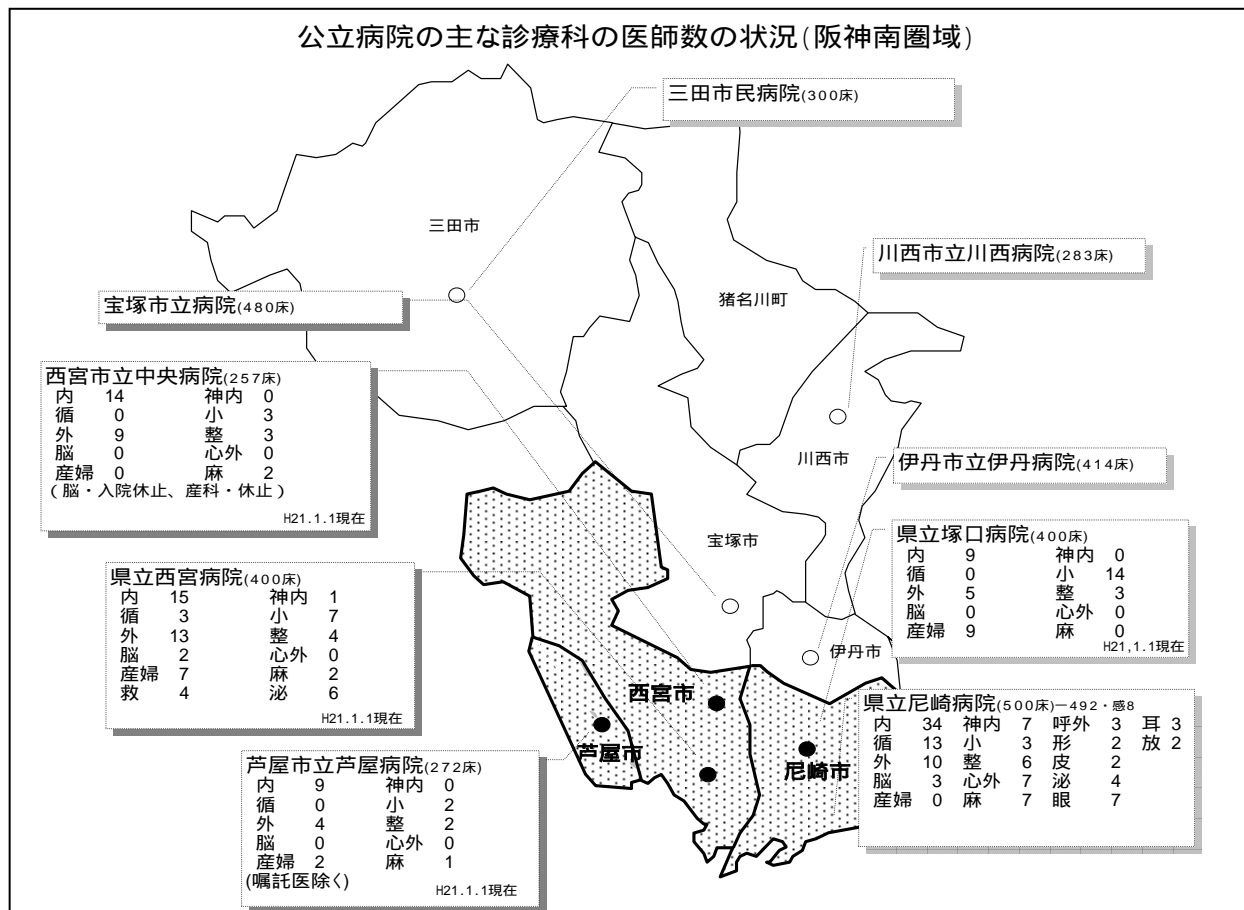 公立病院の主な診療科の医師数の状況(阪神南圏域)
三田市民病院(300床)
三田市
川西市立川西病院(283床)
宝塚市立病院(480床)
猪名川町
西宮市立中央病院(257床)
内 14 神内 0
循 0 小 3
外 9 整 3
脳 0 心外 0
産婦 0 麻 2
(脳・入院休止、産科・休止)
H21.1.1現在
川西市
伊丹市立伊丹病院(414床)
宝塚市
県立塚口病院(400床)
内 9 神内 0
循 0 小 14
外 5 整 3
脳 0 心外 0
産婦 9 麻 0
H21,1.1現在
県立西宮病院(400床)
内 15 神内 1
循 3 小 7
外 13 整 4
脳 2 心外 0
産婦 7 麻 2
救 4 泌 6
H21.1.1現在
伊丹市
西宮市
芦屋市
尼崎市
県立尼崎病院(500床)―492・感8
内 34 神内 7 呼外 3 耳 3
循 13 小 3 形 2 放 2
外 10 整 6 皮 2
脳 3 心外 7 泌 4
産婦 0 麻 7 眼 7
芦屋市立芦屋病院(272床)
内 9 神内 0
循 0 小 2
外 4 整 2
脳 0 心外 0
産婦 2 麻 1
(嘱託医除く)
H21.1.1現在